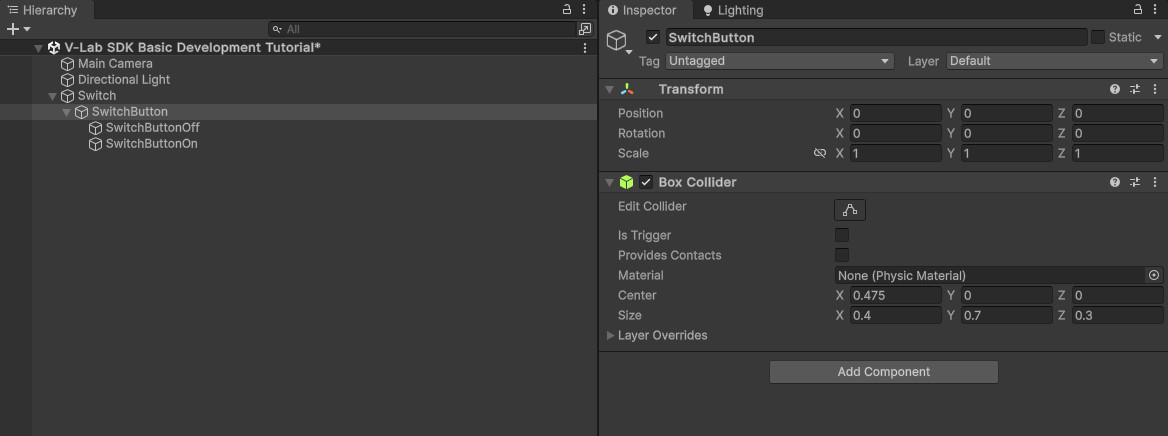 Hierarchy
All
V-Lab SDK Basic Development Tutorial*
Main Camera
Directional Light
Switch
SwitchButton
SwitchButtonOff
SwitchButtonOn
Inspector
Lighting
SwitchButton
Static
Tag Untagged Layer Default
Transform
Position X 0 Y 0 Z 0
Rotation X 0 Y 0 Z 0
Scale X 1 Y 1 Z 1
Box Collider
Edit Collider
Is Trigger
Provides Contacts
Material None (Physic Material)
Center X 0.475 Y 0 Z 0
Size X 0.4 Y 0.7 Z 0.3
Layer Overrides
Add Component